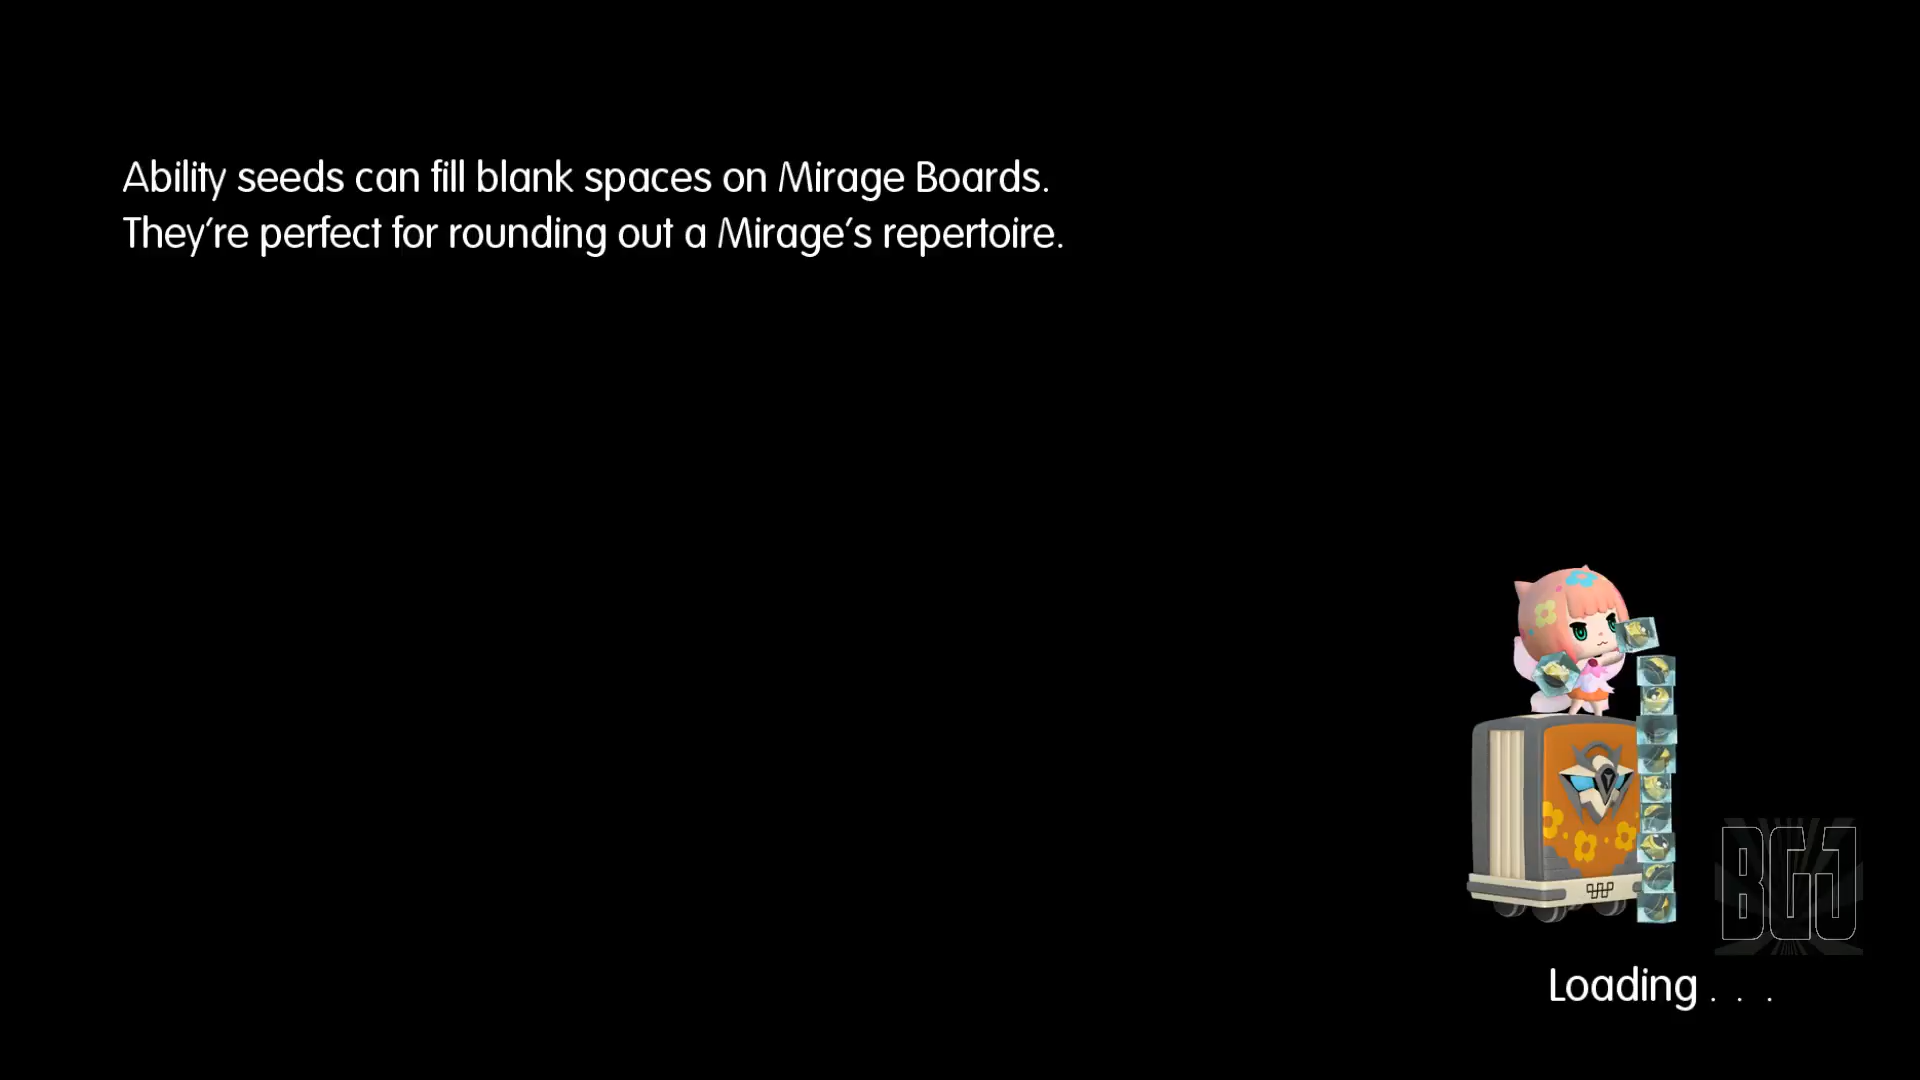 Ability seeds can fill blank spaces on Mirage Boards.
They're perfect for rounding out a Mirage's repertoire.
BGJ
Loading . . .